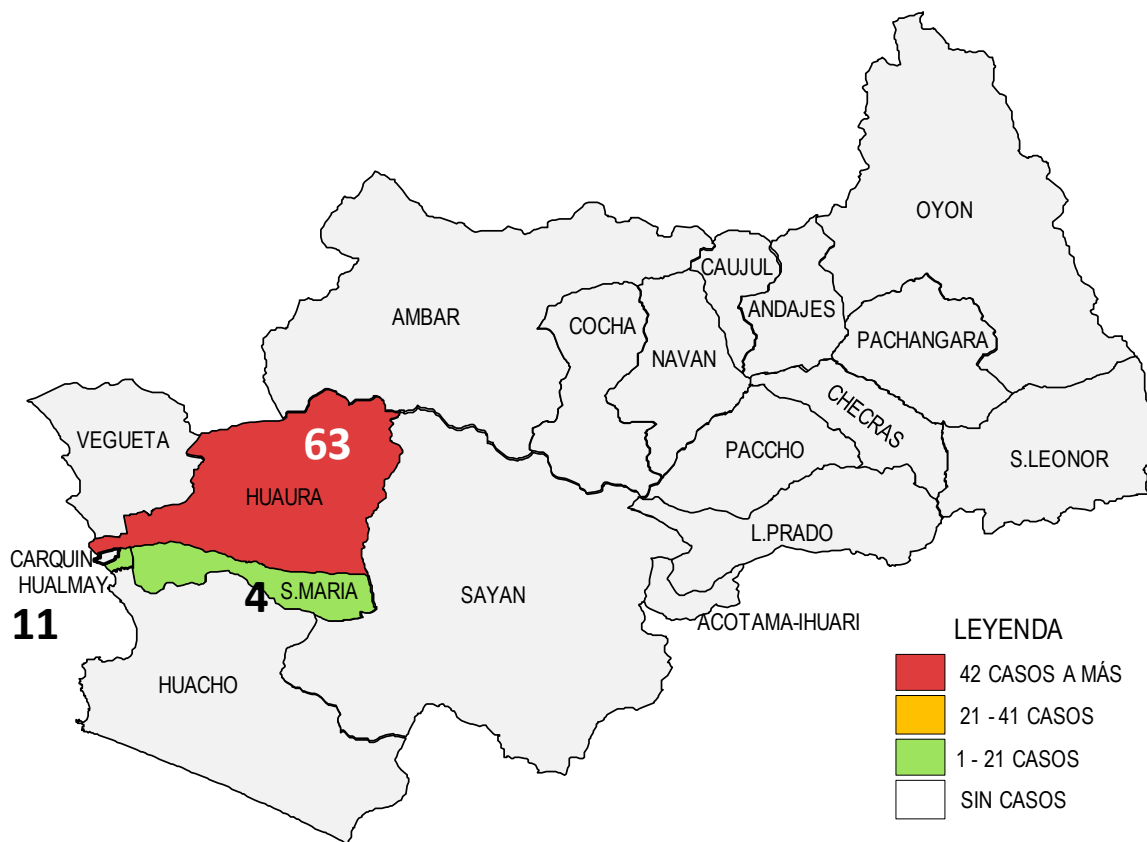 OYON
CAUJUL
ANDAJES
AMBAR
COCHA
NAVAN
PACHANGARA
CHECRAS
VEGUETA
63
HUAURA
PACCHO
S.LEONOR
L.PRADO
CARQUIN
HUALMAY
4
S.MARIA
SAYAN
11
ACOTAMA-IHUARI
HUACHO
LEYENDA
42 CASOS A MÁS
21 - 41 CASOS
1 - 21 CASOS
SIN CASOS